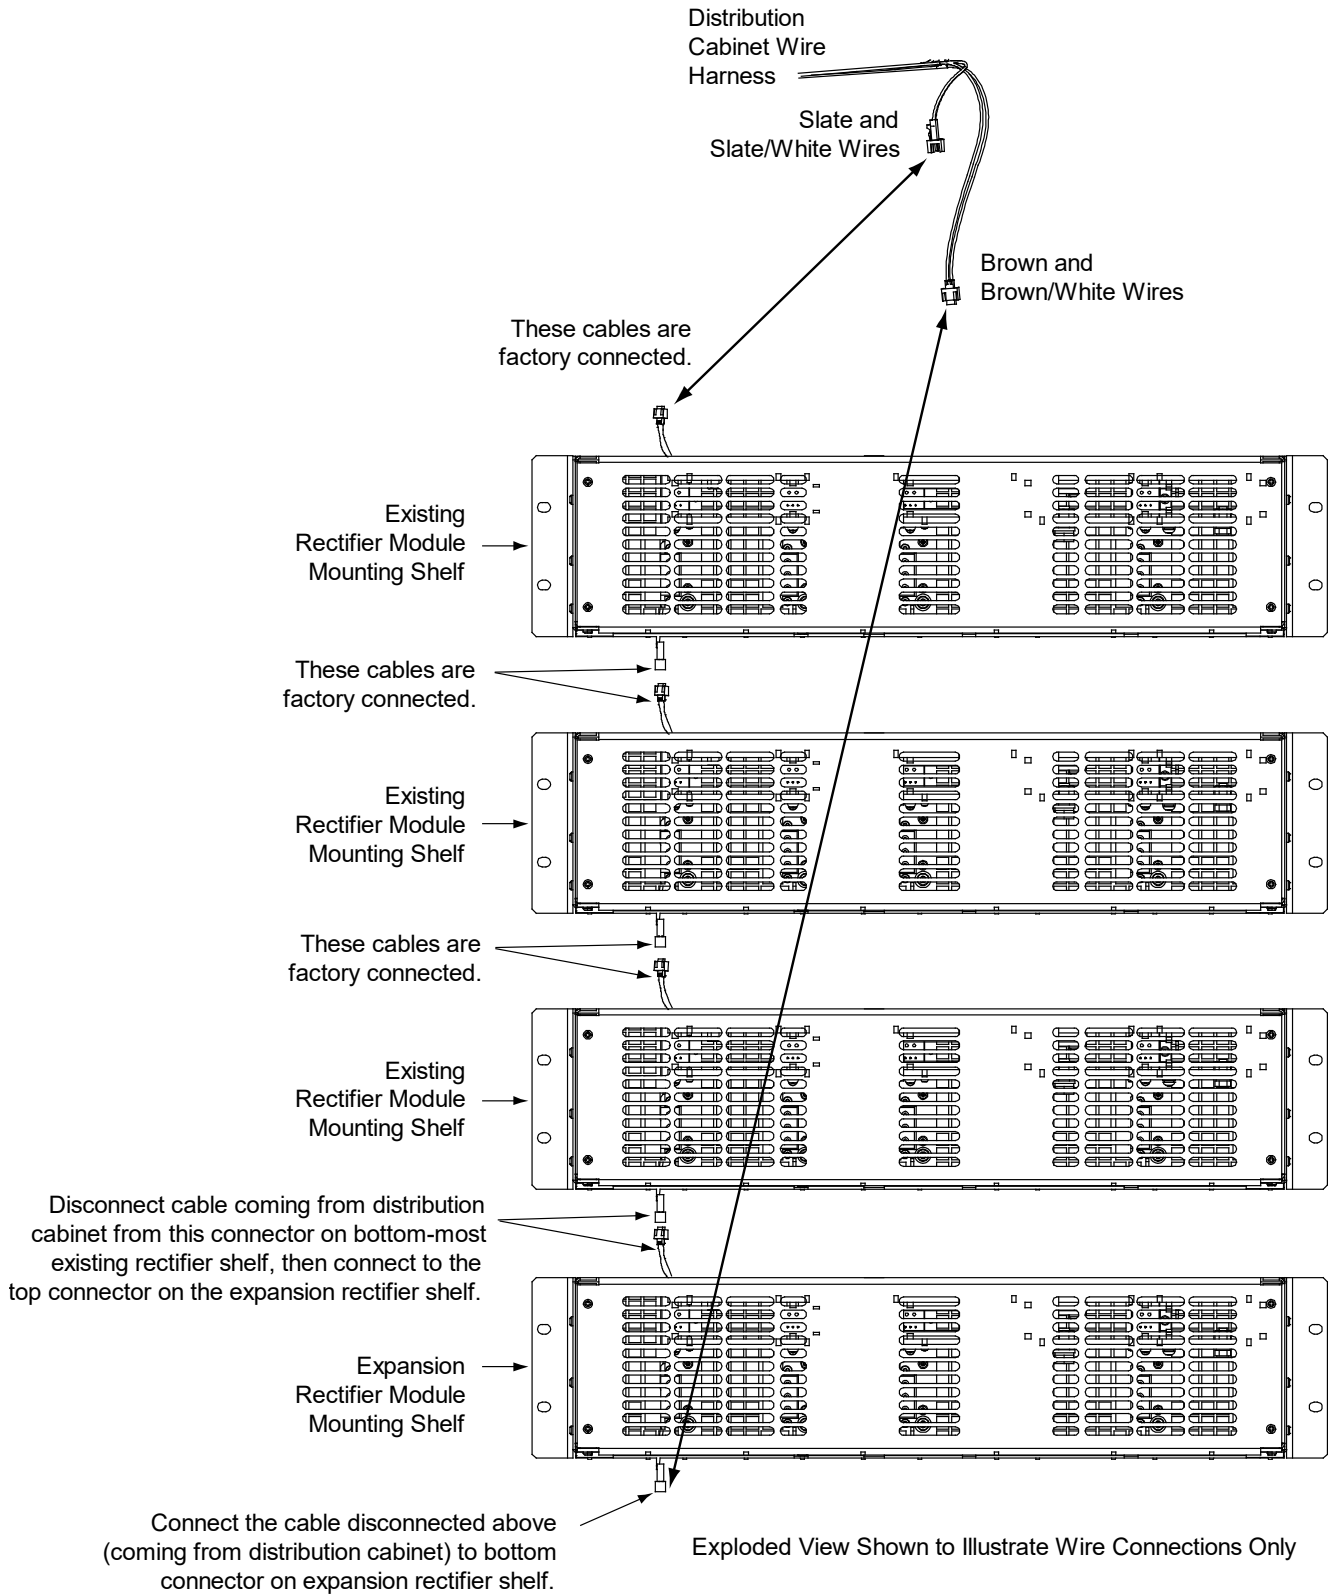 Distribution
Cabinet Wire
Harness
Slate and
Slate/White Wires
Brown and
Brown/White Wires
These cables are
factory connected.
Existing
Rectifier Module
Mounting Shelf
These cables are
factory connected.
Existing
Rectifier Module
Mounting Shelf
These cables are
factory connected.
Existing
Rectifier Module
Mounting Shelf
Disconnect cable coming from distribution
cabinet from this connector on bottom-most
existing rectifier shelf, then connect to the
top connector on the expansion rectifier shelf.
Expansion
Rectifier Module
Mounting Shelf
Connect the cable disconnected above
(coming from distribution cabinet) to bottom
connector on expansion rectifier shelf.
Exploded View Shown to Illustrate Wire Connections Only